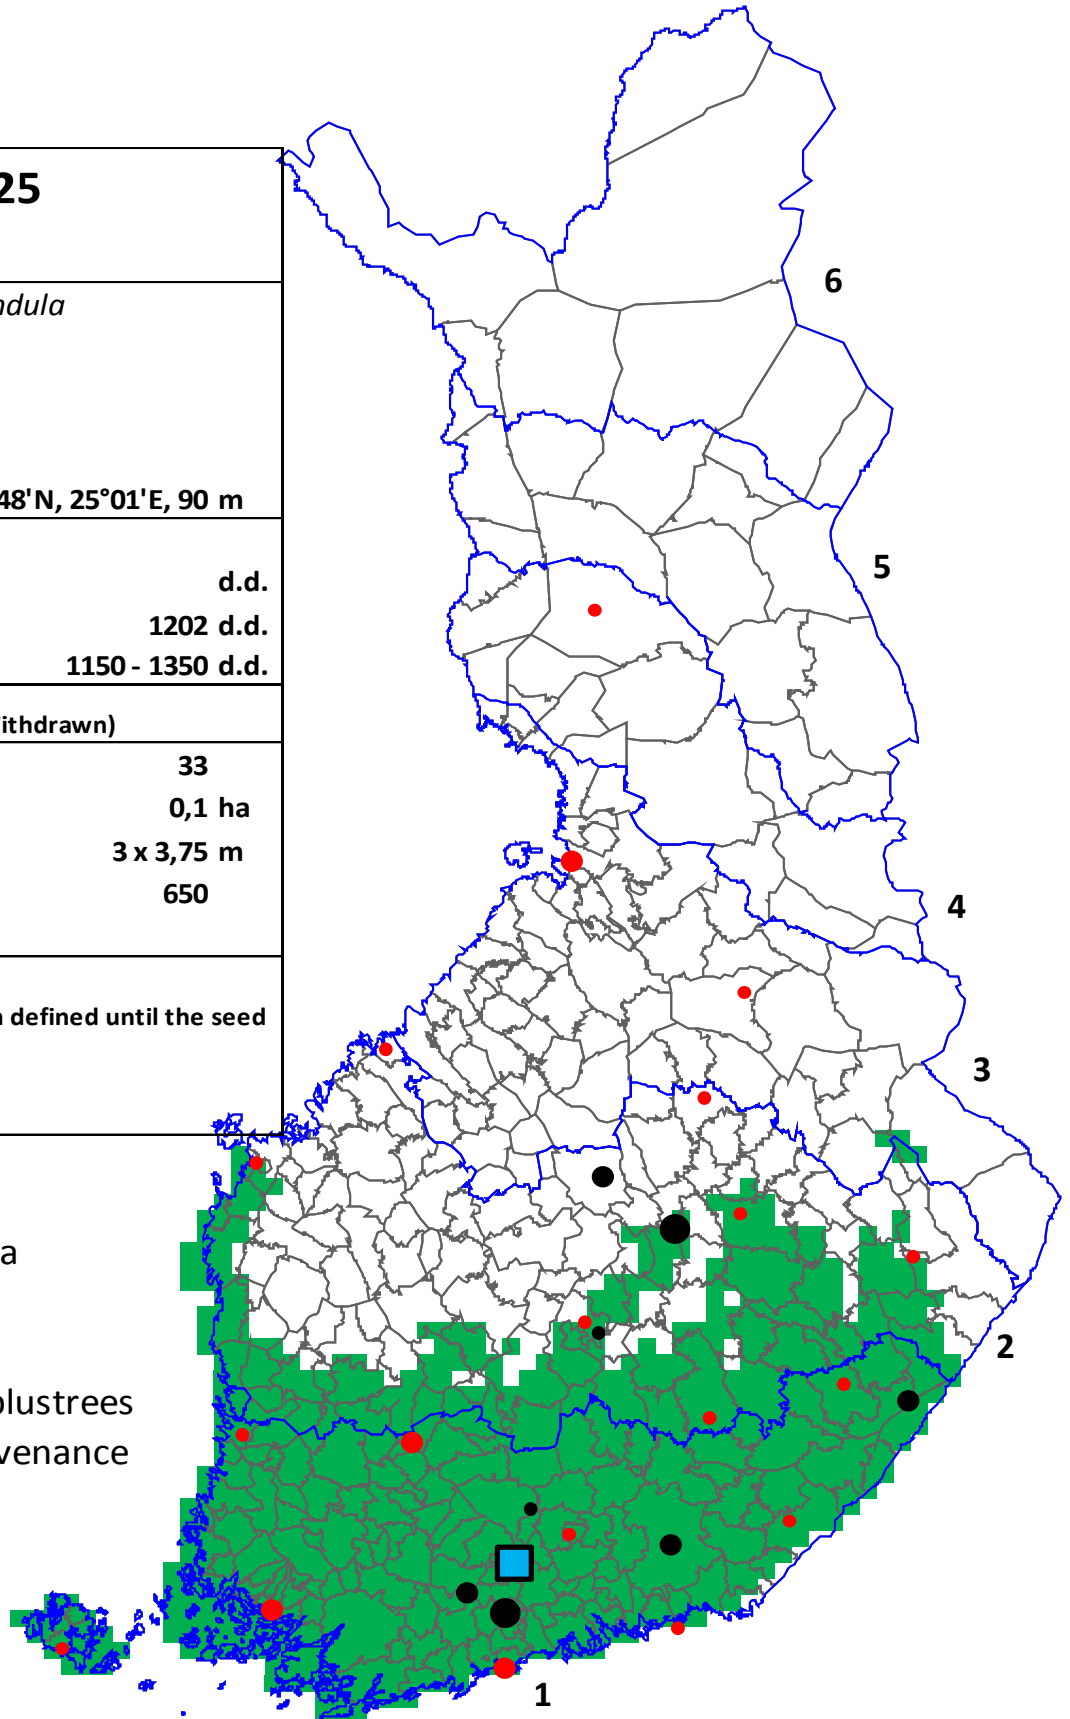 25
ndula
48'N, 25°01'E, 90 m
d.d.
1202 d.d.
1150 - 1350 d.d.
ithdrawn)
33
0,1 ha
3 x 3,75 m
650
n defined until the seed
a
plustrees
venance
6
5
4
3
2
1